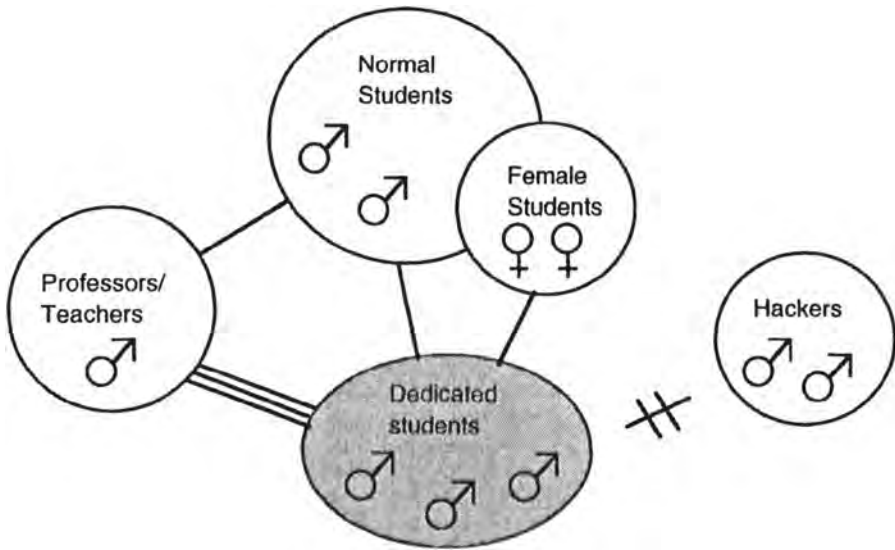 Normal
Students
Female
Students
Professors/
Teachers
Hackers
Dedicated
students